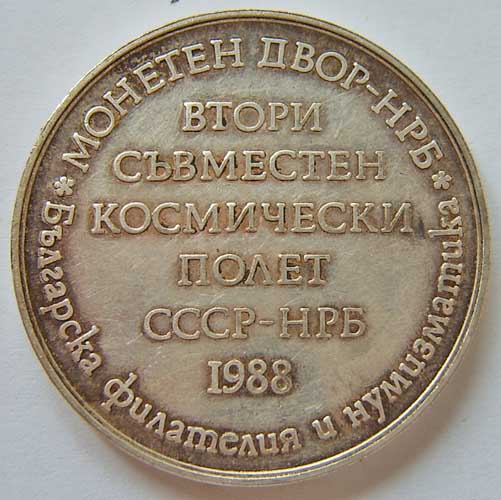 * МОНЕТЕН ДВОР-НРБ *
ВТОРИ
СЪВМЕСТЕН
КОСМИЧЕСКИ
ПОЛЕТ
СССР-НРБ
1988
Българска филателия и нумизматика